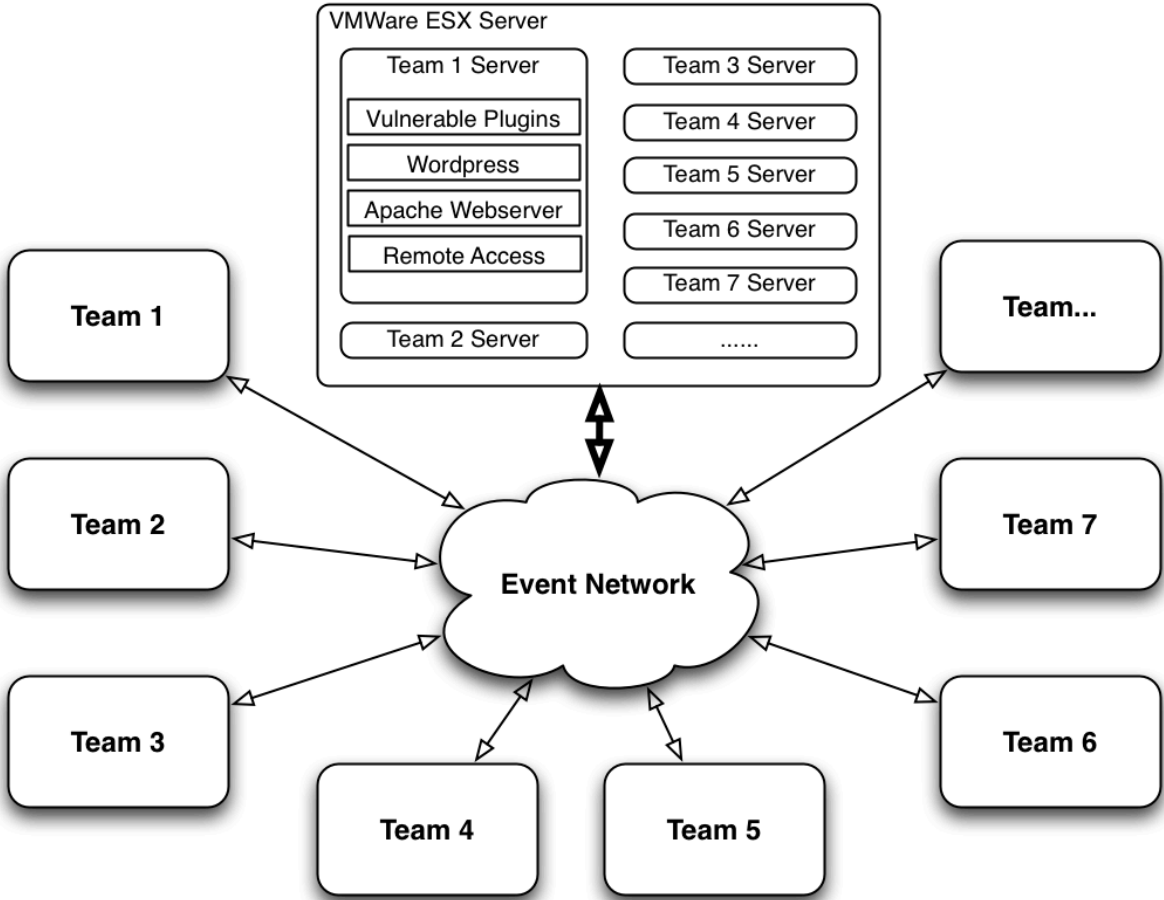 VMWare ESX Server
Team 1 Server
Vulnerable Plugins
Wordpress
Apache Webserver
Remote Access
Team 2 Server
Team 3 Server
Team 4 Server
Team 5 Server
Team 6 Server
Team 7 Server
......
Team 1
Team 2
Team 3
Team 4
Team 5
Team 6
Team 7
Team...
Event Network